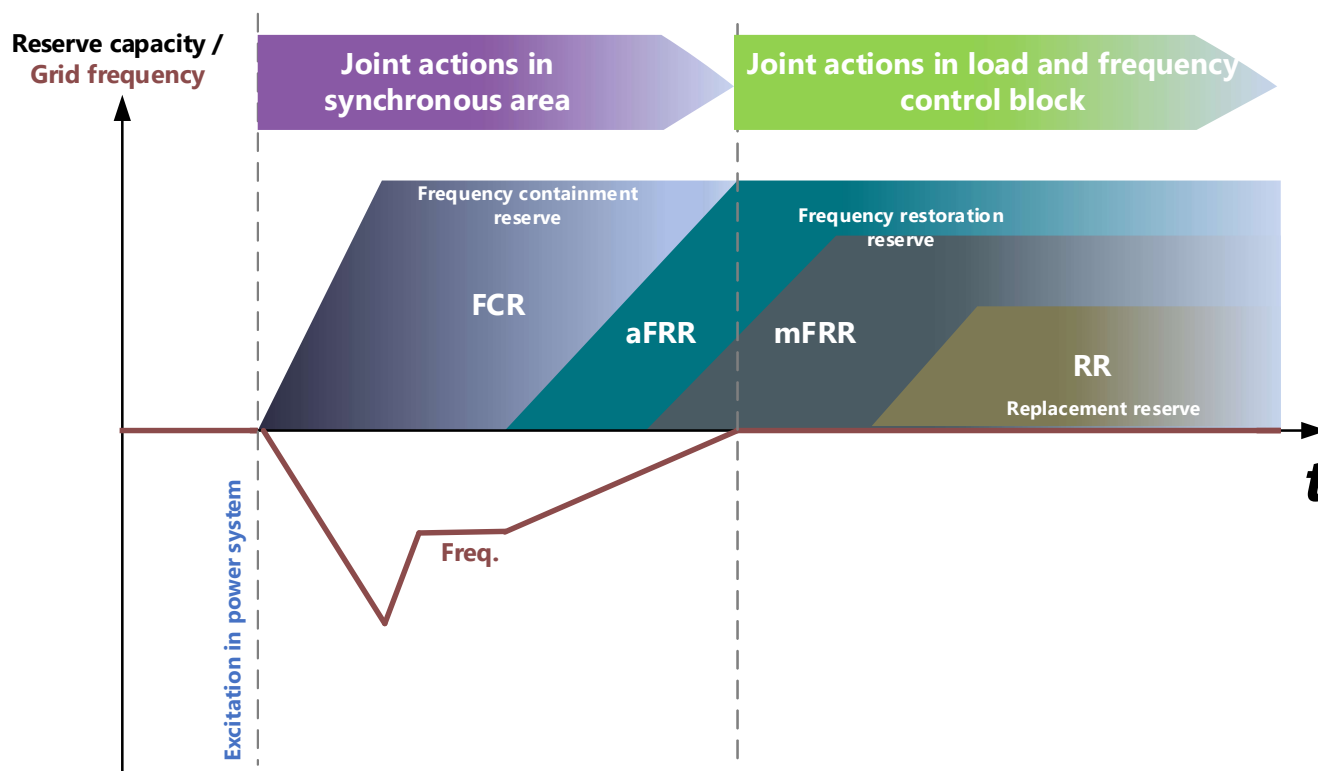 Reserve capacity /
Grid frequency
Joint actions in
synchronous area
Joint actions in load and frequency
control block
Frequency containment
reserve
Frequency restoration
reserve
FCR
aFRR
mFRR
RR
Replacement reserve
t
Freq.
Excitation in power system